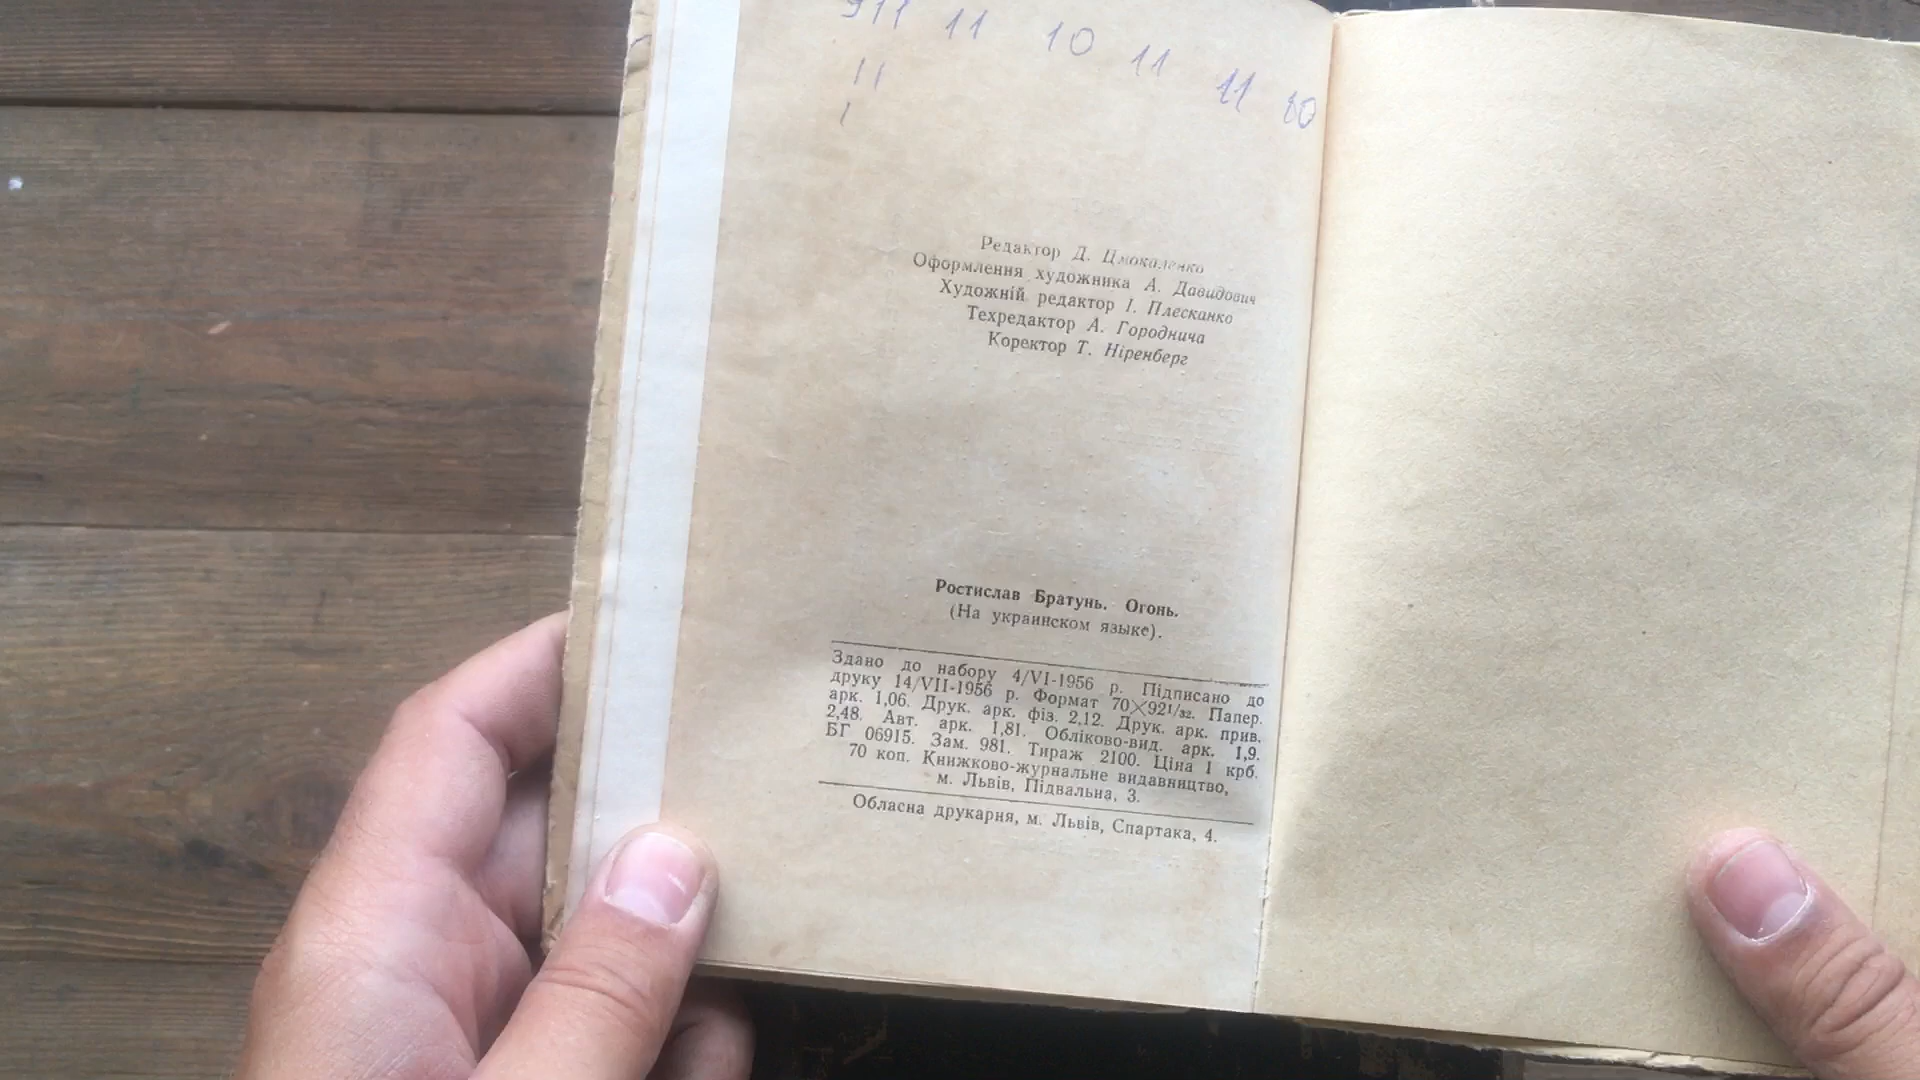 911 11 10 11 11 80
11
1
Редактор Д. Цмокаленко
Оформлення художника А. Давидович
Художній редактор І. Плесканко
Техредактор А. Городнича
Коректор Т. Ніренберг
Ростислав Братунь. Огонь.
(На украинском языке).
Здано до набору 4/VI-1956 р. Підписано до
друку 14/VII-1956 р. Формат 70×92¹/₃₂. Папер.
арк. 1,06. Друк. арк. фіз. 2,12. Друк. арк. прив.
2,48. Авт. арк. 1,81. Обліково-вид. арк. 1,9.
БГ 06915. Зам. 981. Тираж 2100. Ціна 1 крб.
70 коп. Книжково-журнальне видавництво,
м. Львів, Підвальна, 3.
Обласна друкарня, м. Львів, Спартака, 4.